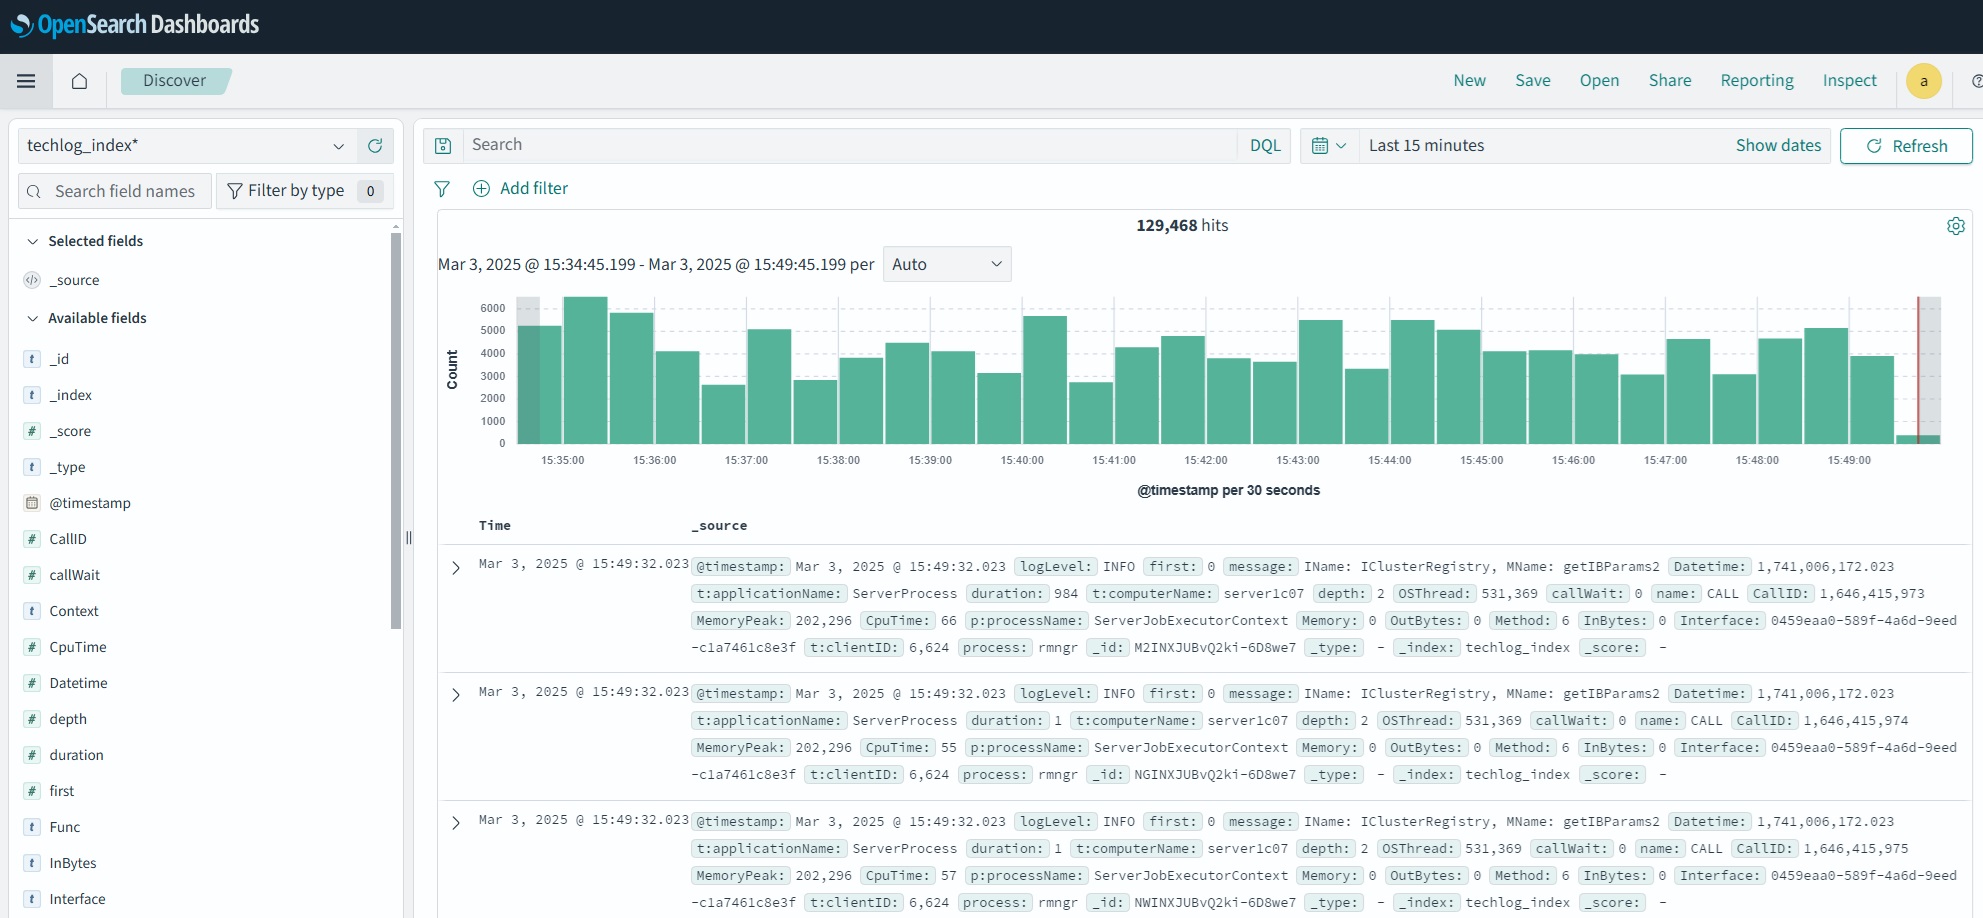 OpenSearch Dashboards
Discover
New Save Open Share Reporting Inspect a
techlog_index*
Search DQL
Last 15 minutes Show dates
Refresh
Search field names
Filter by type 0
Add filter
129,468 hits
Mar 3, 2025 @ 15:34:45.199 - Mar 3, 2025 @ 15:49:45.199 per Auto
Selected fields
_source
Available fields
t _id
t _index
# _score
t _type
@timestamp
# CallID
# callWait
t Context
# CpuTime
# Datetime
# depth
# duration
# first
t Func
t InBytes
t Interface
Count
6000
5000
4000
3000
2000
1000
0
15:35:00 15:36:00 15:37:00 15:38:00 15:39:00 15:40:00 15:41:00 15:42:00 15:43:00 15:44:00 15:45:00 15:46:00 15:47:00 15:48:00 15:49:00
@timestamp per 30 seconds
Time _source
Mar 3, 2025 @ 15:49:32.023 @timestamp: Mar 3, 2025 @ 15:49:32.023 logLevel: INFO first: 0 message: IName: IClusterRegistry, MName: getIBParams2 Datetime: 1,741,006,172.023
t:applicationName: ServerProcess duration: 984 t:computerName: server1c07 depth: 2 OSThread: 531,369 callWait: 0 name: CALL CallID: 1,646,415,973
MemoryPeak: 202,296 CpuTime: 66 p:processName: ServerJobExecutorContext Memory: 0 OutBytes: 0 Method: 6 InBytes: 0 Interface: 0459eaa0-589f-4a6d-9eed
-c1a7461c8e3f t:clientID: 6,624 process: rmngr _id: M2INXJUBvQ2ki-6D8we7 _type: - _index: techlog_index _score: -
Mar 3, 2025 @ 15:49:32.023 @timestamp: Mar 3, 2025 @ 15:49:32.023 logLevel: INFO first: 0 message: IName: IClusterRegistry, MName: getIBParams2 Datetime: 1,741,006,172.023
t:applicationName: ServerProcess duration: 1 t:computerName: server1c07 depth: 2 OSThread: 531,369 callWait: 0 name: CALL CallID: 1,646,415,974
MemoryPeak: 202,296 CpuTime: 55 p:processName: ServerJobExecutorContext Memory: 0 OutBytes: 0 Method: 6 InBytes: 0 Interface: 0459eaa0-589f-4a6d-9eed
-c1a7461c8e3f t:clientID: 6,624 process: rmngr _id: NGINXJUBvQ2ki-6D8we7 _type: - _index: techlog_index _score: -
Mar 3, 2025 @ 15:49:32.023 @timestamp: Mar 3, 2025 @ 15:49:32.023 logLevel: INFO first: 0 message: IName: IClusterRegistry, MName: getIBParams2 Datetime: 1,741,006,172.023
t:applicationName: ServerProcess duration: 1 t:computerName: server1c07 depth: 2 OSThread: 531,369 callWait: 0 name: CALL CallID: 1,646,415,975
MemoryPeak: 202,296 CpuTime: 57 p:processName: ServerJobExecutorContext Memory: 0 OutBytes: 0 Method: 6 InBytes: 0 Interface: 0459eaa0-589f-4a6d-9eed
-c1a7461c8e3f t:clientID: 6,624 process: rmngr _id: NWINXJUBvQ2ki-6D8we7 _type: - _index: techlog_index _score: -